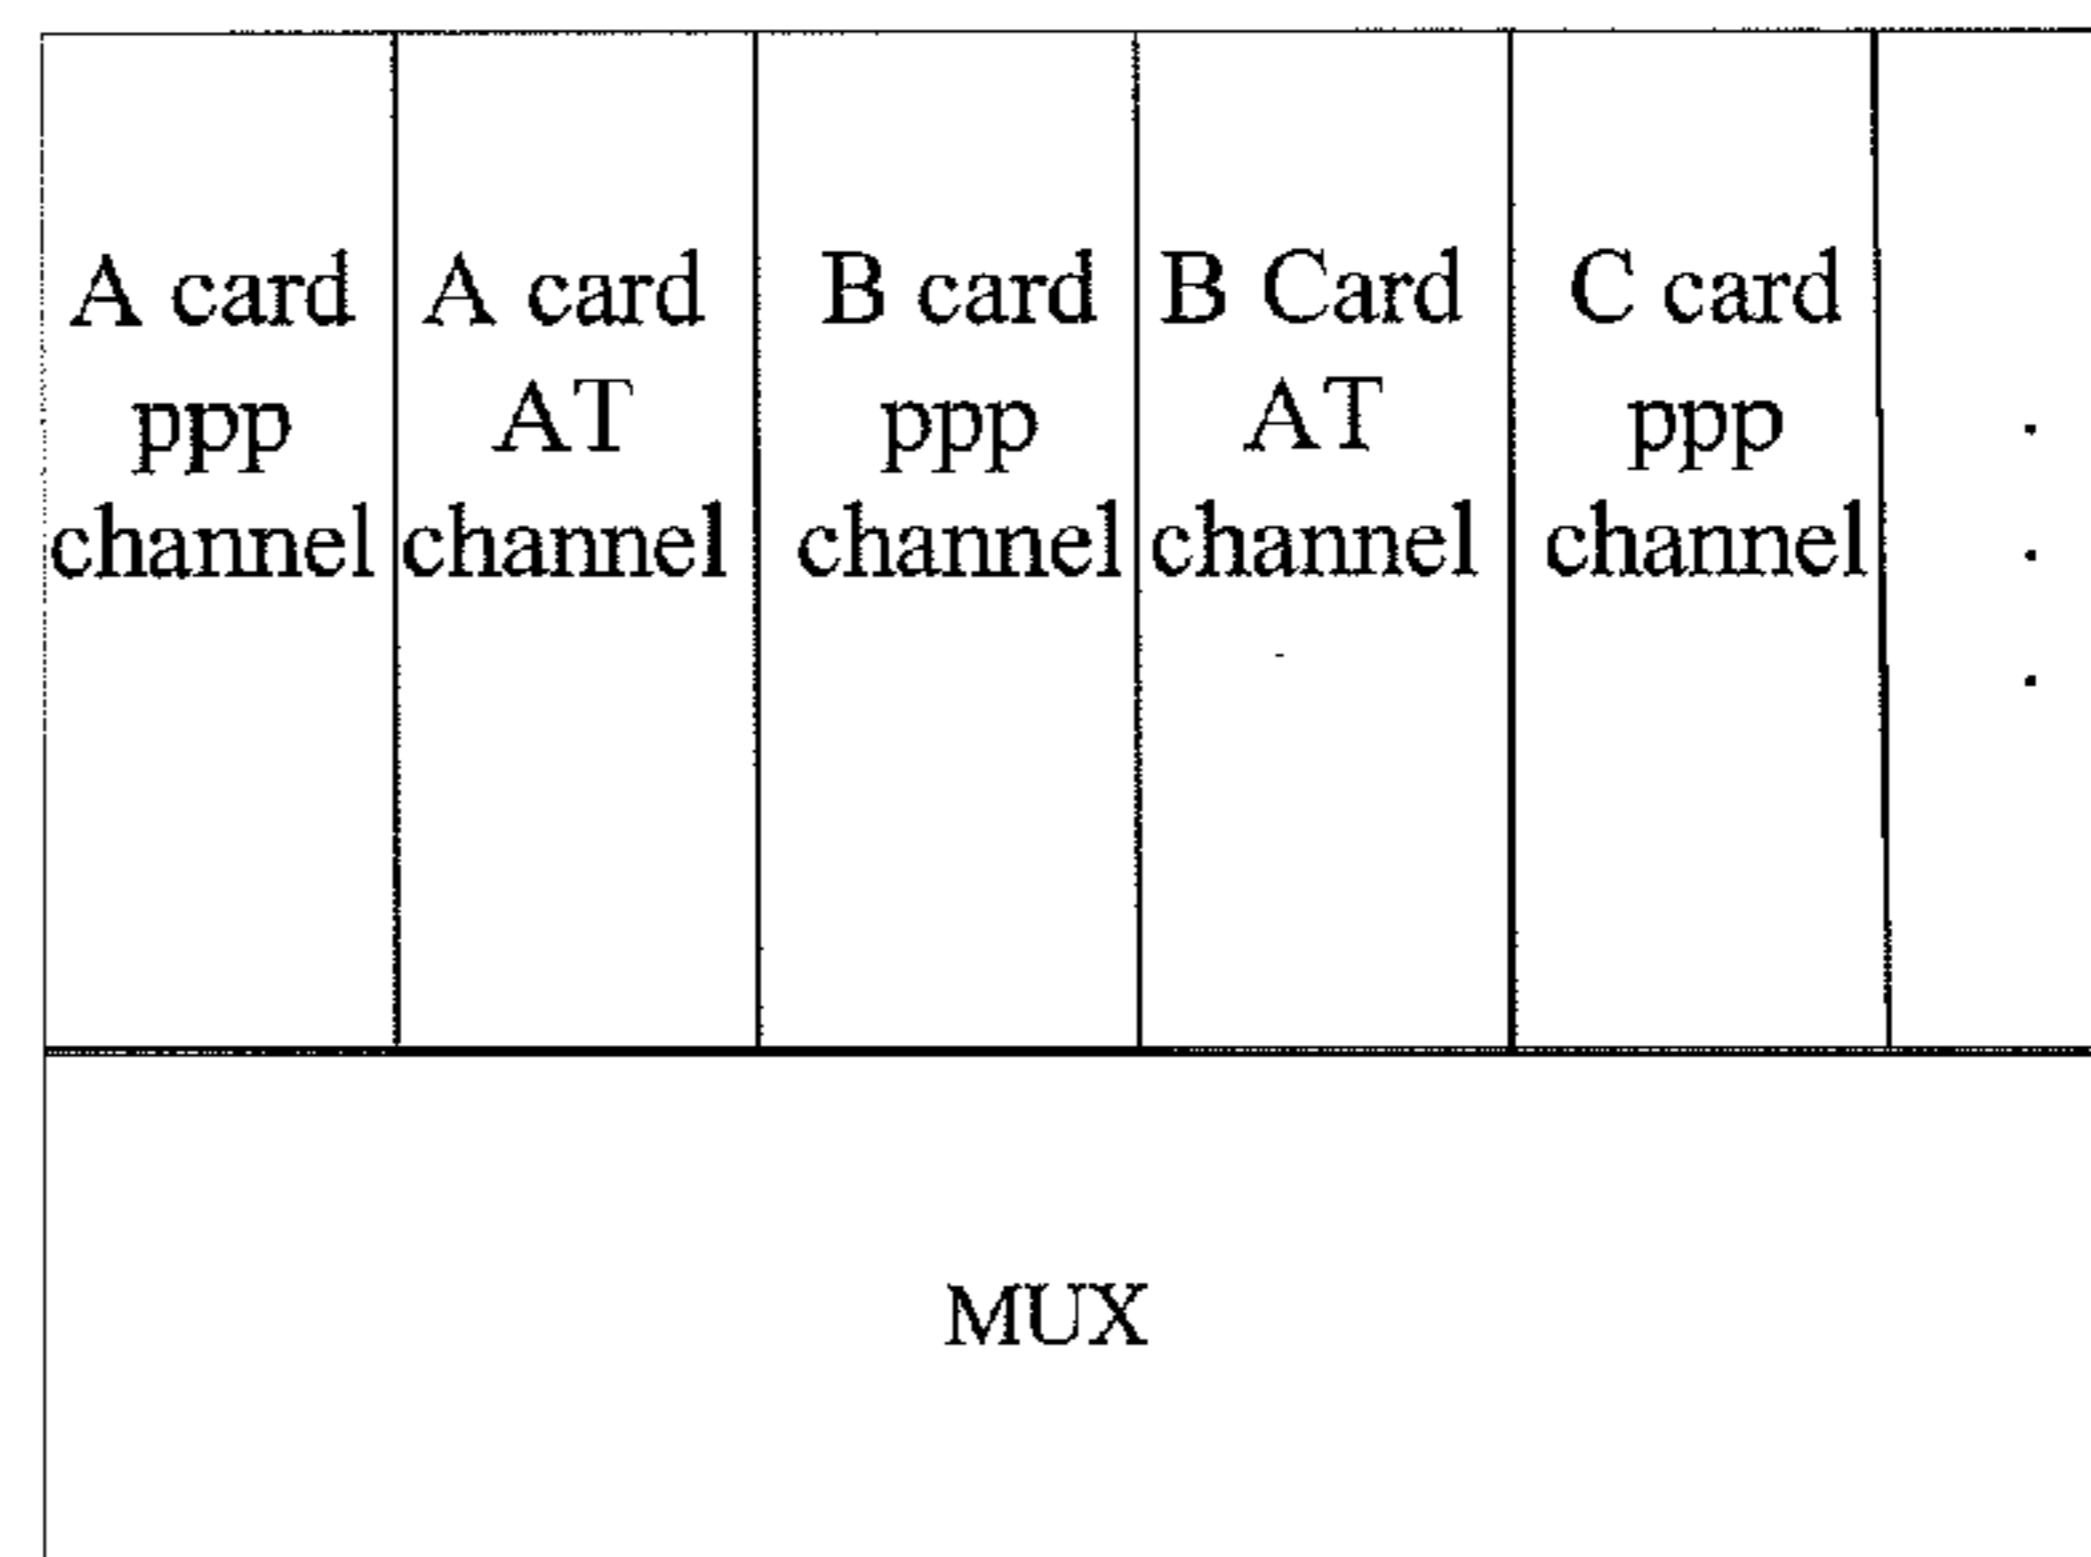 A card
ppp
channel
A card
AT
channel
B card
ppp
channel
B Card
AT
channel
C card
ppp
channel
.
.
.
MUX